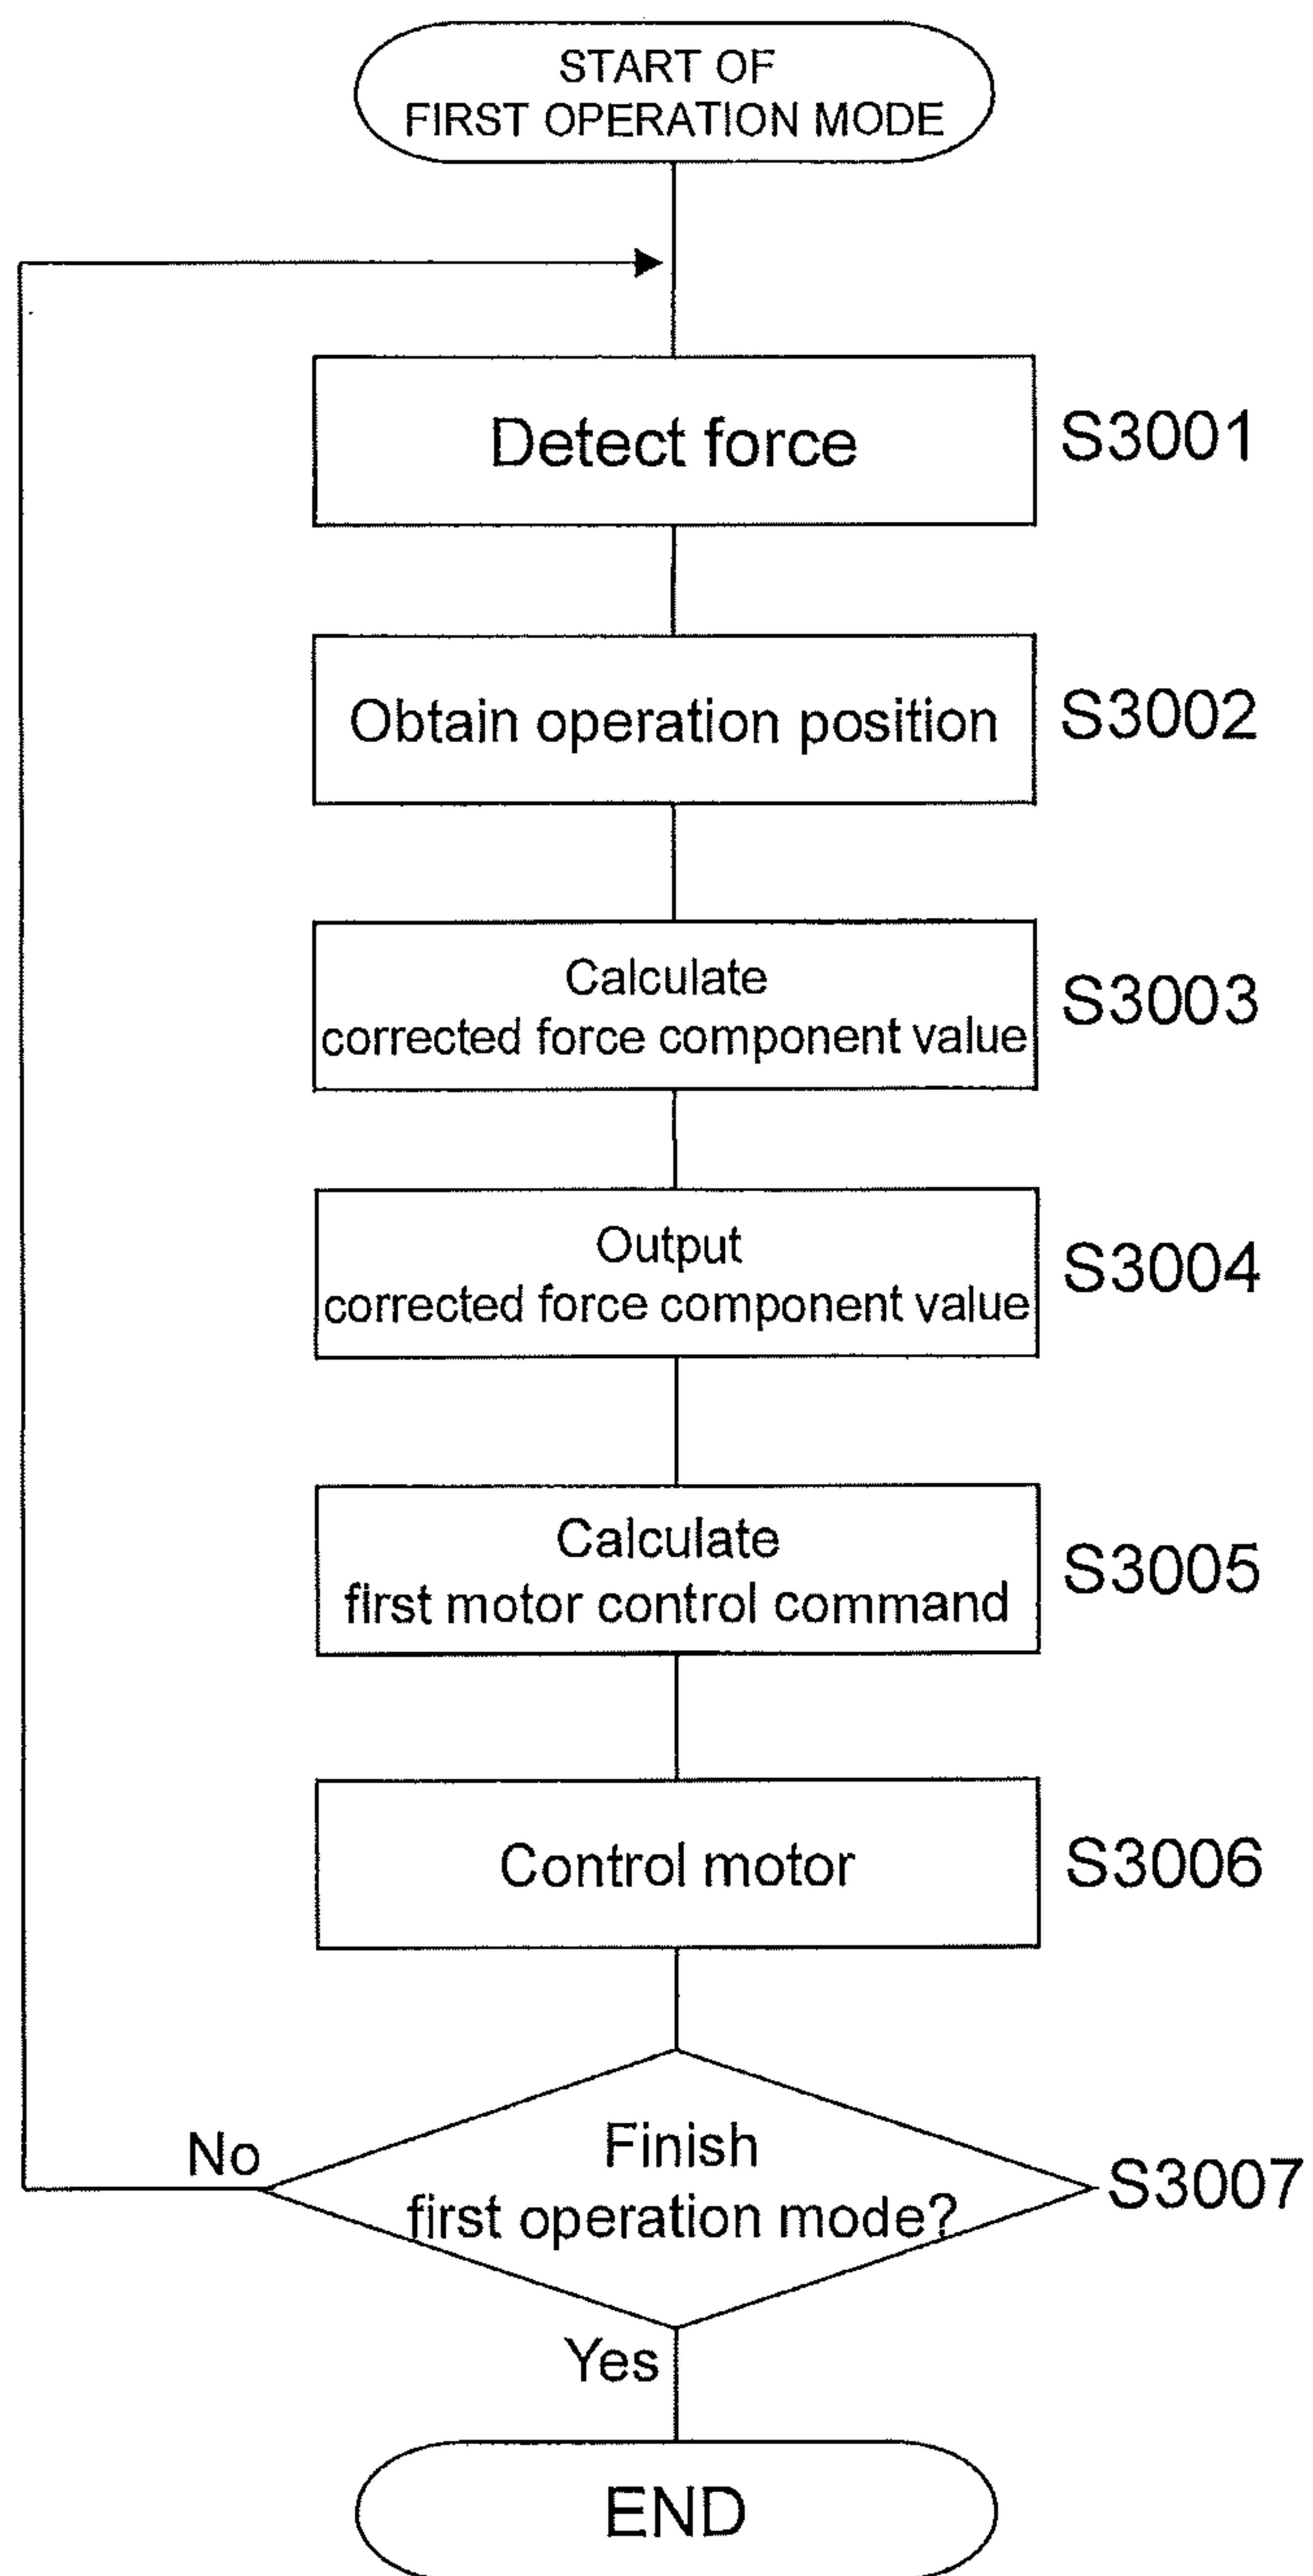 START OF
FIRST OPERATION MODE
Detect force
S3001
Obtain operation position
S3002
Calculate
corrected force component value
S3003
Output
corrected force component value
S3004
Calculate
first motor control command
S3005
Control motor
S3006
Finish
first operation mode?
S3007
No
Yes
END